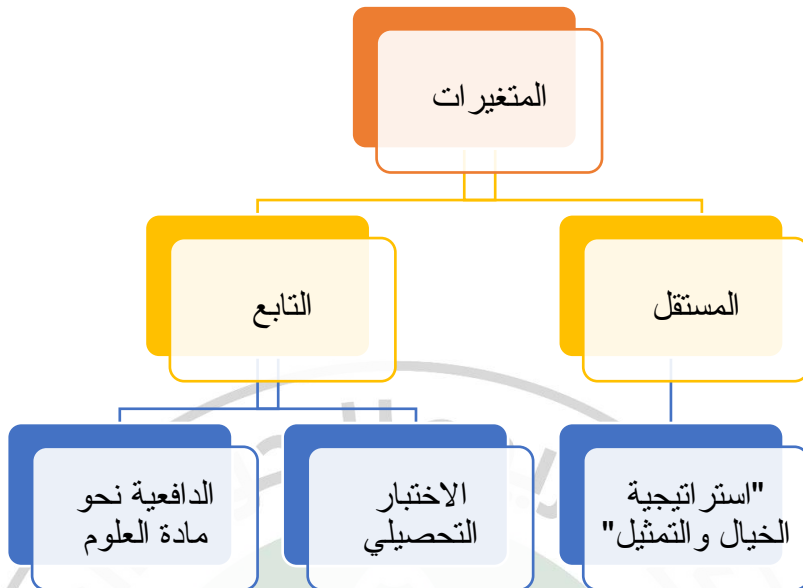 المتغيرات
المستقل
التابع
"استراتيجية
الخيال والتمثيل"
الاختبار
التحصيلي
الدافعية نحو
مادة العلوم